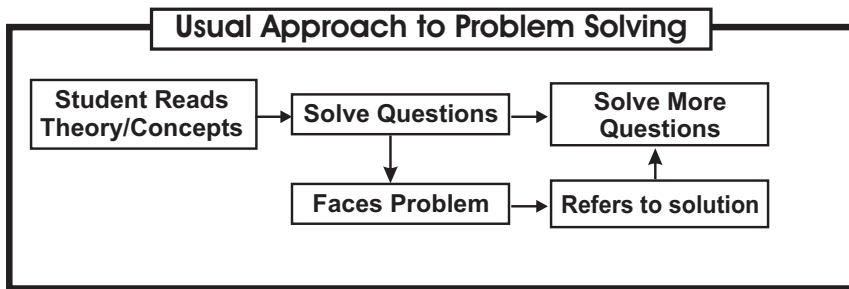 Usual Approach to Problem Solving
Student Reads
Theory/Concepts
Solve Questions
Solve More
Questions
Faces Problem
Refers to solution